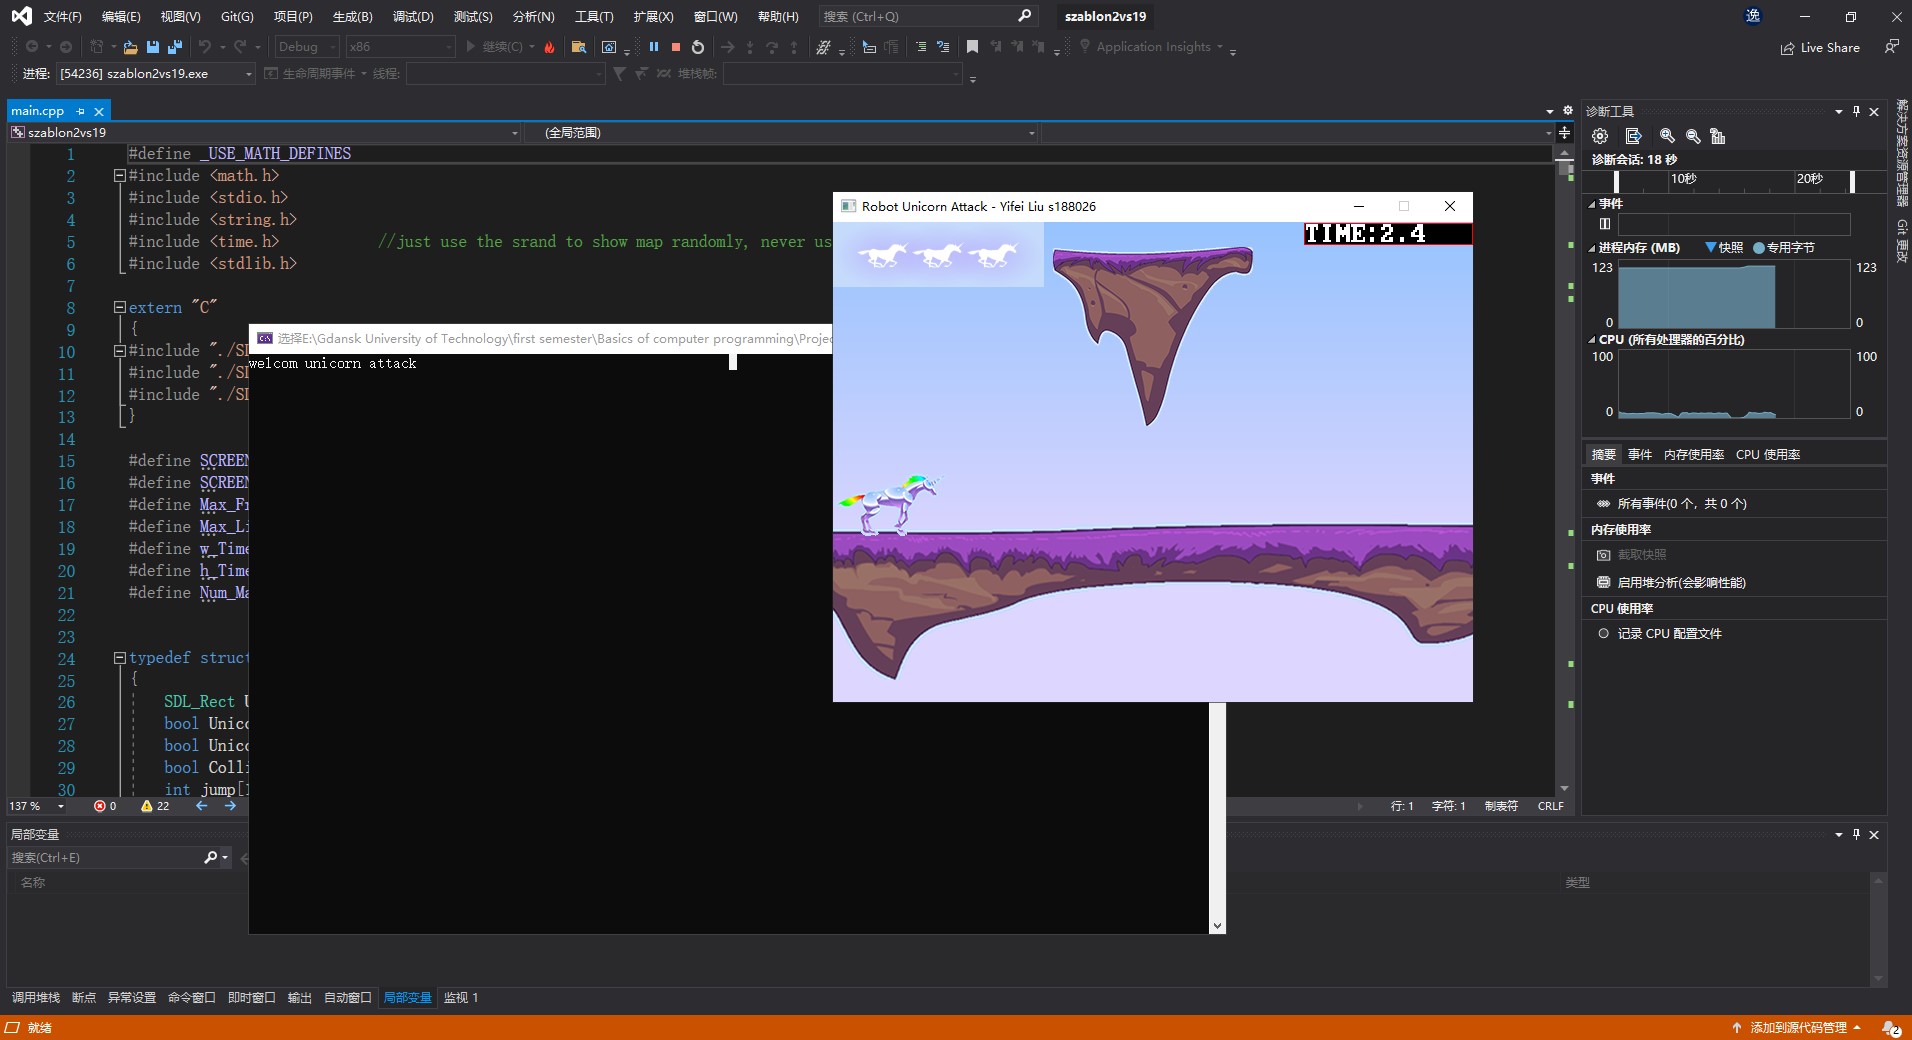 文件(F) 编辑(E) 视图(V) Git(G) 项目(P) 生成(B) 调试(D) 测试(S) 分析(N) 工具(T) 扩展(X) 窗口(W) 帮助(H) 搜索 (Ctrl+Q) szablon2vs19 逸
Debug x86 继续(C) Application Insights Live Share
进程: [54236] szablon2vs19.exe 生命周期事件 线程: 堆栈帧:
main.cpp
szablon2vs19 (全局范围)
1 #define _USE_MATH_DEFINES
2 #include <math.h>
3 #include <stdio.h>
4 #include <string.h>
5 #include <time.h> //just use the srand to show map randomly, never us
6 #include <stdlib.h>
7
8 extern "C"
9 {
10 #include "./SD
11 #include "./SD
12 #include "./SD
13 }
14
15 #define SCREEN
16 #define SCREEN
17 #define Max_Fr
18 #define Max_Li
19 #define w_Time
20 #define h_Time
21 #define Num_Ma
22
23
24 typedef struct
25 {
26 SDL_Rect U
27 bool Unico
28 bool Unico
29 bool Colli
30 int jump[1
137 % 0 22 行: 1 字符: 1 制表符 CRLF
选择E:\Gdansk University of Technology\first semester\Basics of computer programming\Projec
welcom unicorn attack
Robot Unicorn Attack - Yifei Liu s188026
TIME:2.4
诊断工具
诊断会话: 18 秒
10秒 20秒
事件
进程内存 (MB) 快照 专用字节
123 123
0 0
CPU (所有处理器的百分比)
100 100
0 0
摘要 事件 内存使用率 CPU 使用率
事件
所有事件(0 个，共 0 个)
内存使用率
截取快照
启用堆分析(会影响性能)
CPU 使用率
记录 CPU 配置文件
解决方案资源管理器
Git 更改
局部变量
搜索(Ctrl+E)
名称 类型
调用堆栈 断点 异常设置 命令窗口 即时窗口 输出 自动窗口 局部变量 监视 1
就绪 添加到源代码管理 2